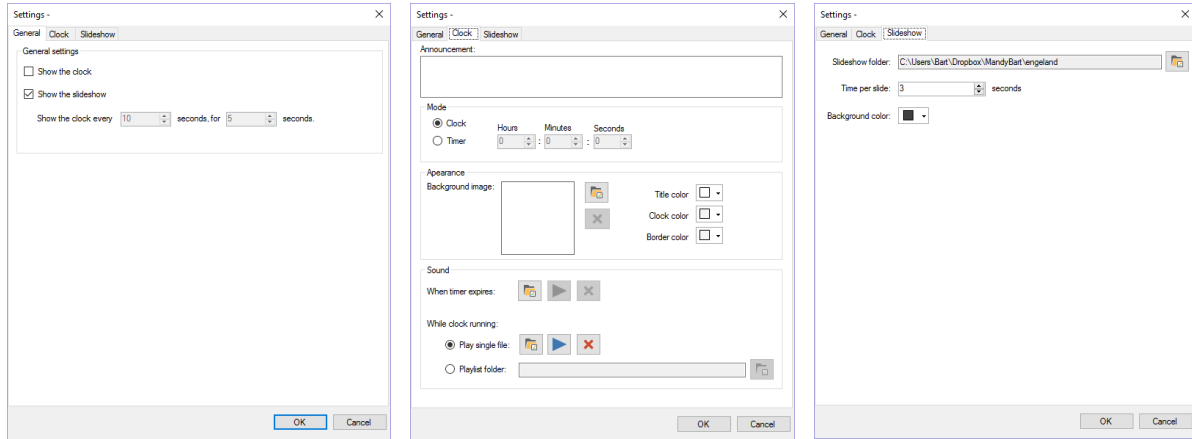 Settings -
General Clock Slideshow
General settings
Show the clock
Show the slideshow
Show the clock every 10 seconds, for 5 seconds.
OK Cancel
Settings -
General Clock Slideshow
Announcement:
Mode
Clock Hours Minutes Seconds
Timer 0 : 0 : 0
Apearance
Background image:
Title color
Clock color
Border color
Sound
When timer expires:
While clock running:
Play single file:
Playlist folder:
OK Cancel
Settings -
General Clock Slideshow
Slideshow folder: C:\Users\Bart\Dropbox\MandyBart\engeland
Time per slide: 3 seconds
Background color:
OK Cancel